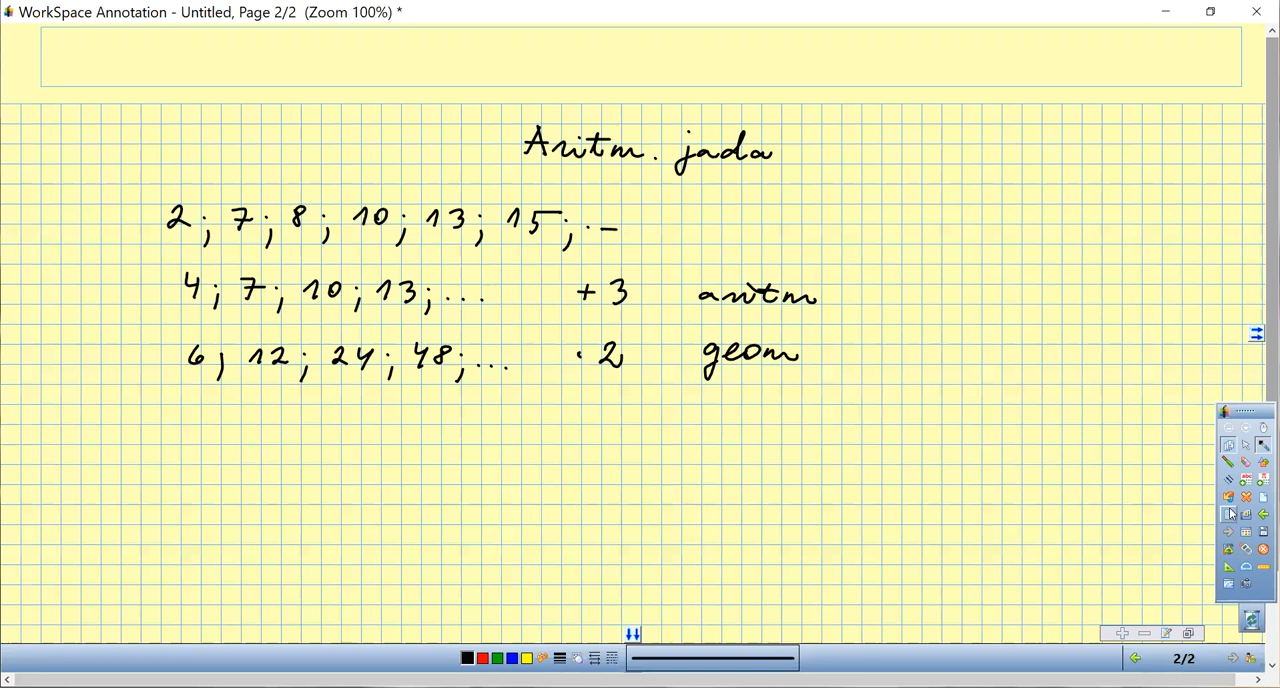 WorkSpace Annotation - Untitled, Page 2/2 (Zoom 100%) *
Aritm. jada
2; 7; 8; 10; 13; 15; ...
4; 7; 10; 13; ... +3 aritm
6; 12; 24; 48; ... ·2 geom
2/2